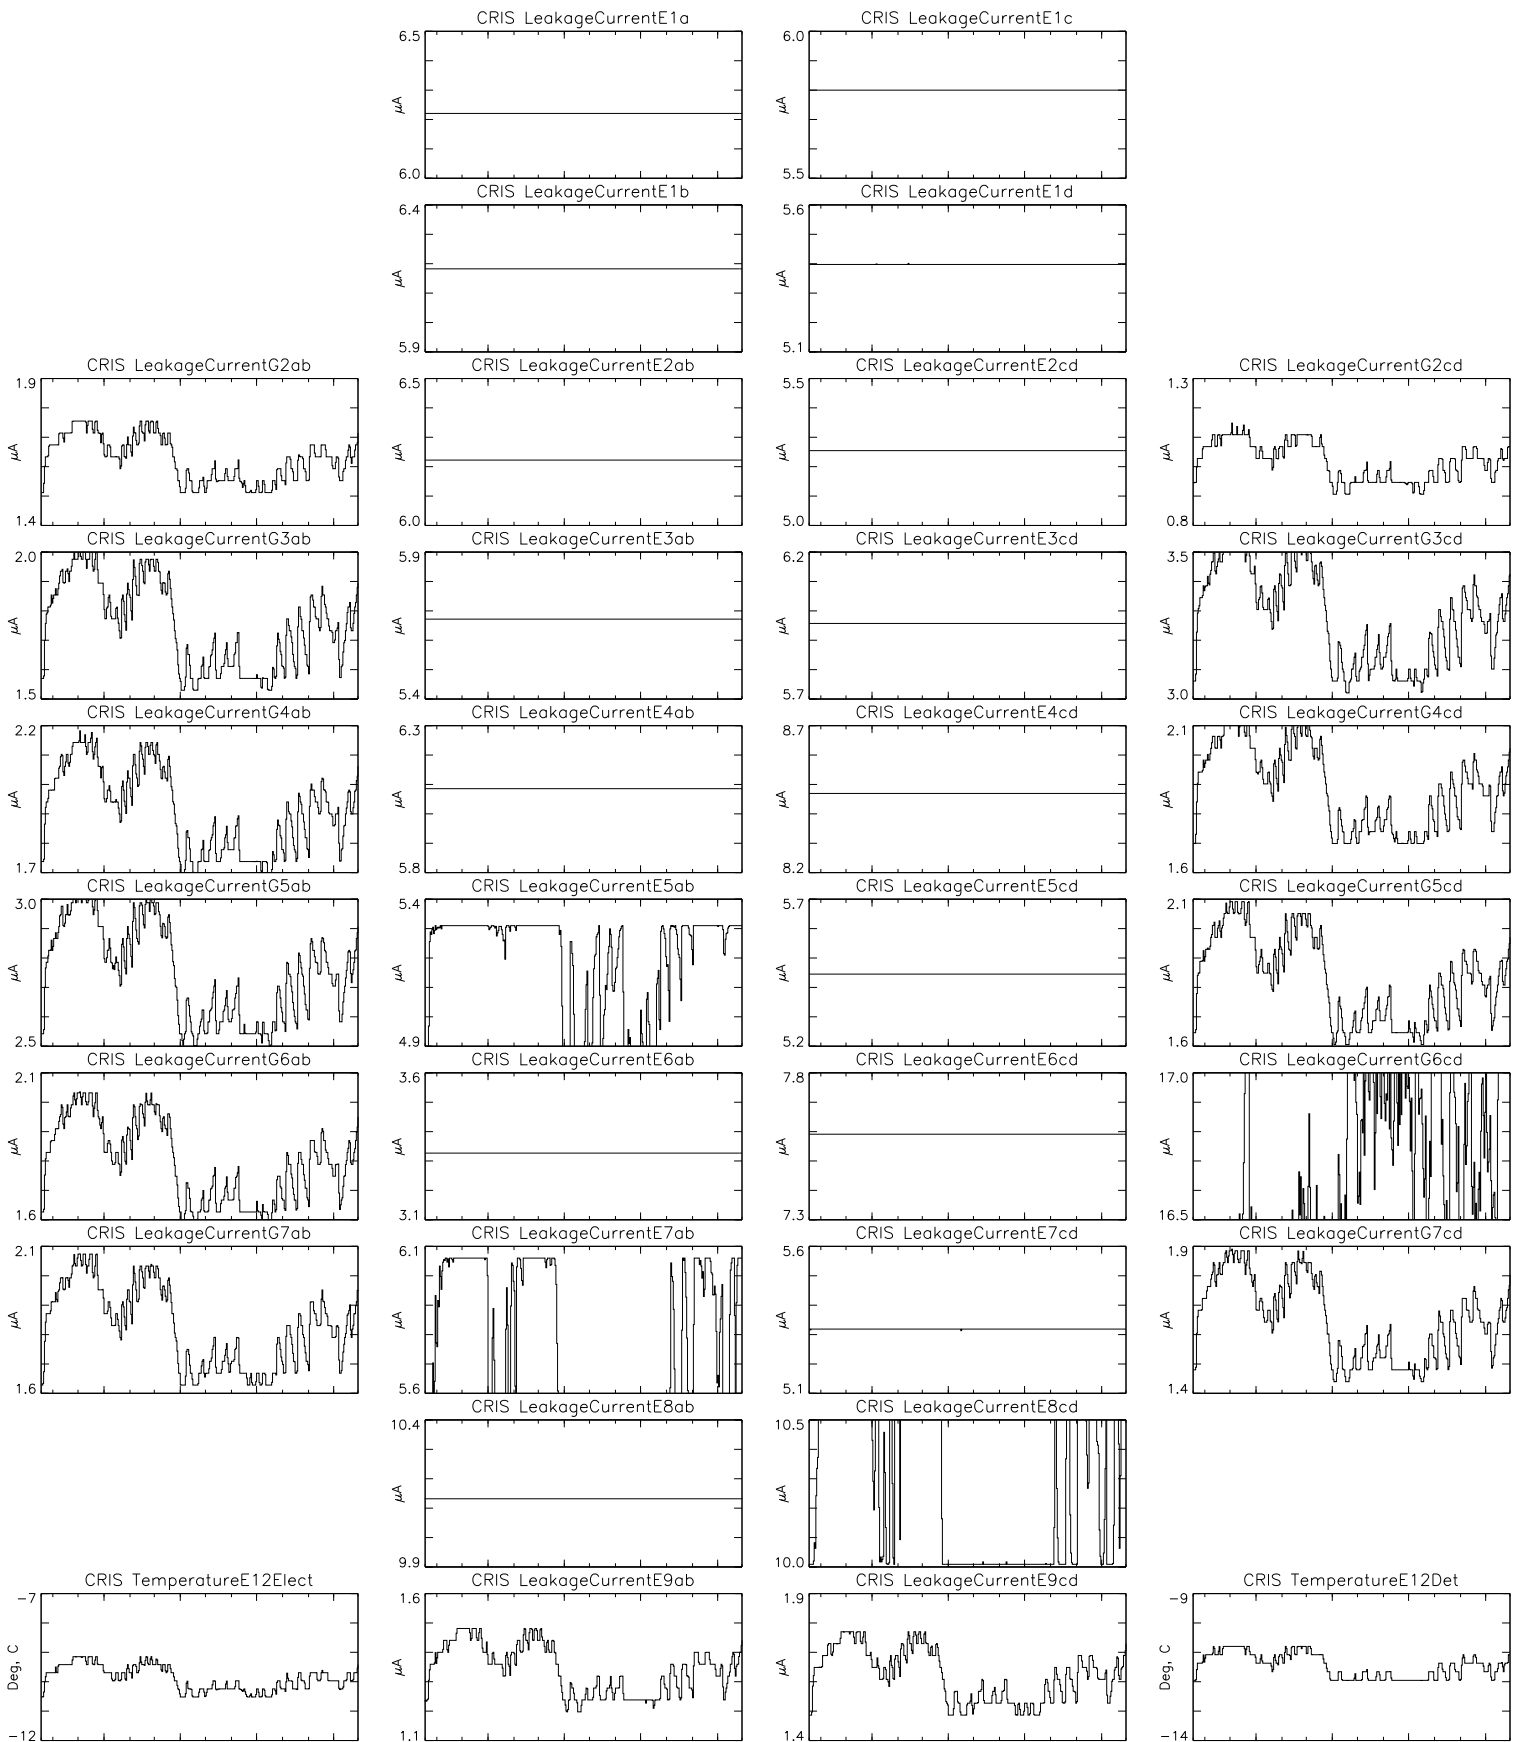 CRIS LeakageCurrentE1a
6.5
μA
6.0
CRIS LeakageCurrentE1c
6.0
μA
5.5
CRIS LeakageCurrentE1b
6.4
μA
5.9
CRIS LeakageCurrentE1d
5.6
μA
5.1
CRIS LeakageCurrentG2ab
1.9
μA
1.4
CRIS LeakageCurrentE2ab
6.5
μA
6.0
CRIS LeakageCurrentE2cd
5.5
μA
5.0
CRIS LeakageCurrentG2cd
1.3
μA
0.8
CRIS LeakageCurrentG3ab
2.0
μA
1.5
CRIS LeakageCurrentE3ab
5.9
μA
5.4
CRIS LeakageCurrentE3cd
6.2
μA
5.7
CRIS LeakageCurrentG3cd
3.5
μA
3.0
CRIS LeakageCurrentG4ab
2.2
μA
1.7
CRIS LeakageCurrentE4ab
6.3
μA
5.8
CRIS LeakageCurrentE4cd
8.7
μA
8.2
CRIS LeakageCurrentG4cd
2.1
μA
1.6
CRIS LeakageCurrentG5ab
3.0
μA
2.5
CRIS LeakageCurrentE5ab
5.4
μA
4.9
CRIS LeakageCurrentE5cd
5.7
μA
5.2
CRIS LeakageCurrentG5cd
2.1
μA
1.6
CRIS LeakageCurrentG6ab
2.1
μA
1.6
CRIS LeakageCurrentE6ab
3.6
μA
3.1
CRIS LeakageCurrentE6cd
7.8
μA
7.3
CRIS LeakageCurrentG6cd
17.0
μA
16.5
CRIS LeakageCurrentG7ab
2.1
μA
1.6
CRIS LeakageCurrentE7ab
6.1
μA
5.6
CRIS LeakageCurrentE7cd
5.6
μA
5.1
CRIS LeakageCurrentG7cd
1.9
μA
1.4
CRIS LeakageCurrentE8ab
10.4
μA
9.9
CRIS LeakageCurrentE8cd
10.5
μA
10.0
CRIS TemperatureE12Elect
-7
Deg, C
-12
CRIS LeakageCurrentE9ab
1.6
μA
1.1
CRIS LeakageCurrentE9cd
1.9
μA
1.4
CRIS TemperatureE12Det
-9
Deg, C
-14